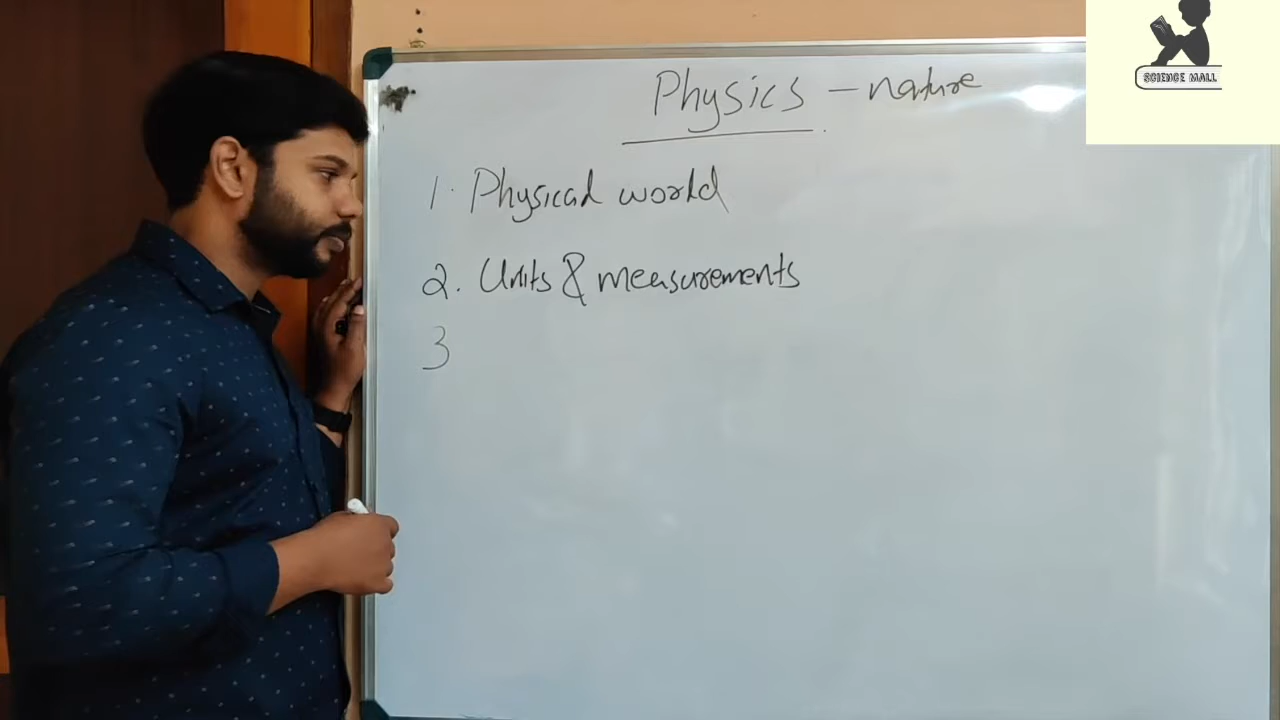 Physics – nature
1. Physical world
2. Units & measurements
3
SCIENCE MALL